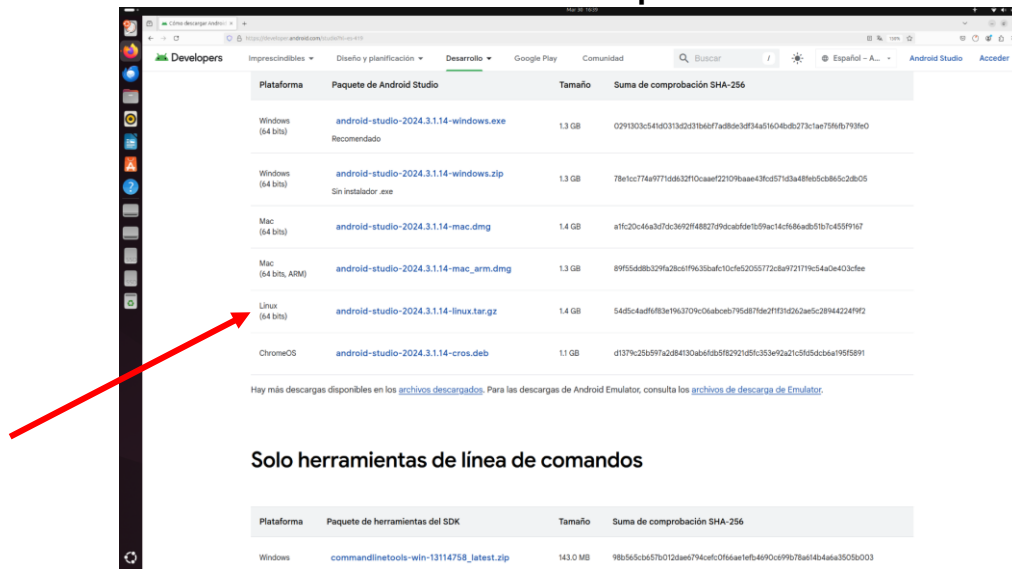 Mar 30 16:09
Cómo descargar Android
https://developer.android.com/studio?hl=es-419
Developers
Imprescindibles
Diseño y planificación
Desarrollo
Google Play
Comunidad
Buscar
/
Español – A...
Android Studio
Acceder
Plataforma Paquete de Android Studio Tamaño Suma de comprobación SHA-256
Windows
(64 bits)
android-studio-2024.3.1.14-windows.exe
Recomendado
1.3 GB
0291303c541d0313d2d31b6bf7ad8de3df34a51604bdb273c1ae75f6fb793fe0
Windows
(64 bits)
android-studio-2024.3.1.14-windows.zip
Sin instalador .exe
1.3 GB
78e1cc774a9771dd632f10caaef22109baae43fcd571d3a48feb5cb865c2db05
Mac
(64 bits)
android-studio-2024.3.1.14-mac.dmg
1.4 GB
a1fc20c46a3d7dc3692ff48827d9dcabfde1b59ac14cf686adb51b7c455f9167
Mac
(64 bits, ARM)
android-studio-2024.3.1.14-mac_arm.dmg
1.3 GB
89f55dd8b329fa28c61f9635bafc10cfe52055772c8a9721719c54a0e403cfee
Linux
(64 bits)
android-studio-2024.3.1.14-linux.tar.gz
1.4 GB
54d5c4adf6f83e1963709c06abceb795d87fde2f1f31d262ae5c28944224f9f2
ChromeOS
android-studio-2024.3.1.14-cros.deb
1.1 GB
d1379c25b597a2d84130ab6fdb5f82921d5fc353e92a21c5fd5dcb6a195f5891
Hay más descargas disponibles en los archivos descargados. Para las descargas de Android Emulator, consulta los archivos de descarga de Emulator.
Solo herramientas de línea de comandos
Plataforma Paquete de herramientas del SDK Tamaño Suma de comprobación SHA-256
Windows commandlinetools-win-13114758_latest.zip 143.0 MB 98b565cb657b012dae6794cefc0f66ae1efb4690c699b78a614b4a6a3505b003